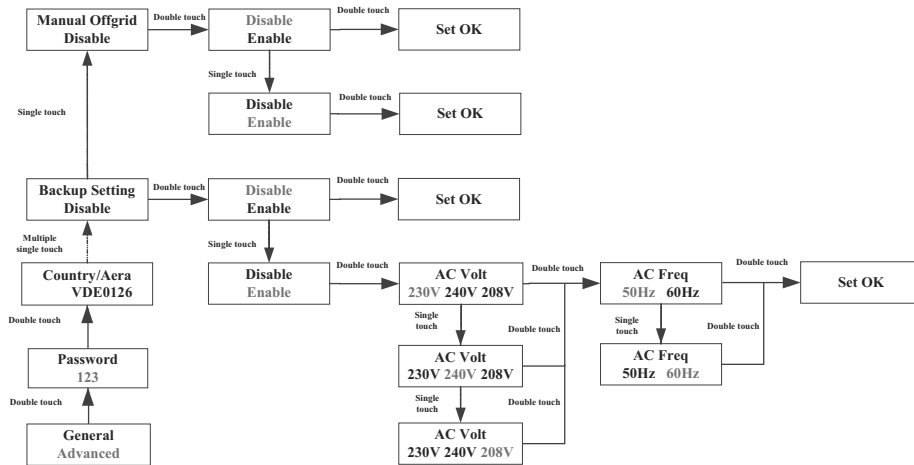 Manual Offgrid
Disable
Double touch
Disable
Enable
Double touch
Set OK
Single touch
Single touch
Disable
Enable
Double touch
Set OK
Backup Setting
Disable
Double touch
Disable
Enable
Double touch
Set OK
Multiple
single touch
Single touch
Country/Aera
VDE0126
Disable
Enable
Double touch
AC Volt
230V 240V 208V
Double touch
AC Freq
50Hz 60Hz
Double touch
Set OK
Double touch
Single
touch
Double touch
Single
touch
Double touch
Password
123
AC Volt
230V 240V 208V
AC Freq
50Hz 60Hz
Double touch
Single
touch
Double touch
General
Advanced
AC Volt
230V 240V 208V